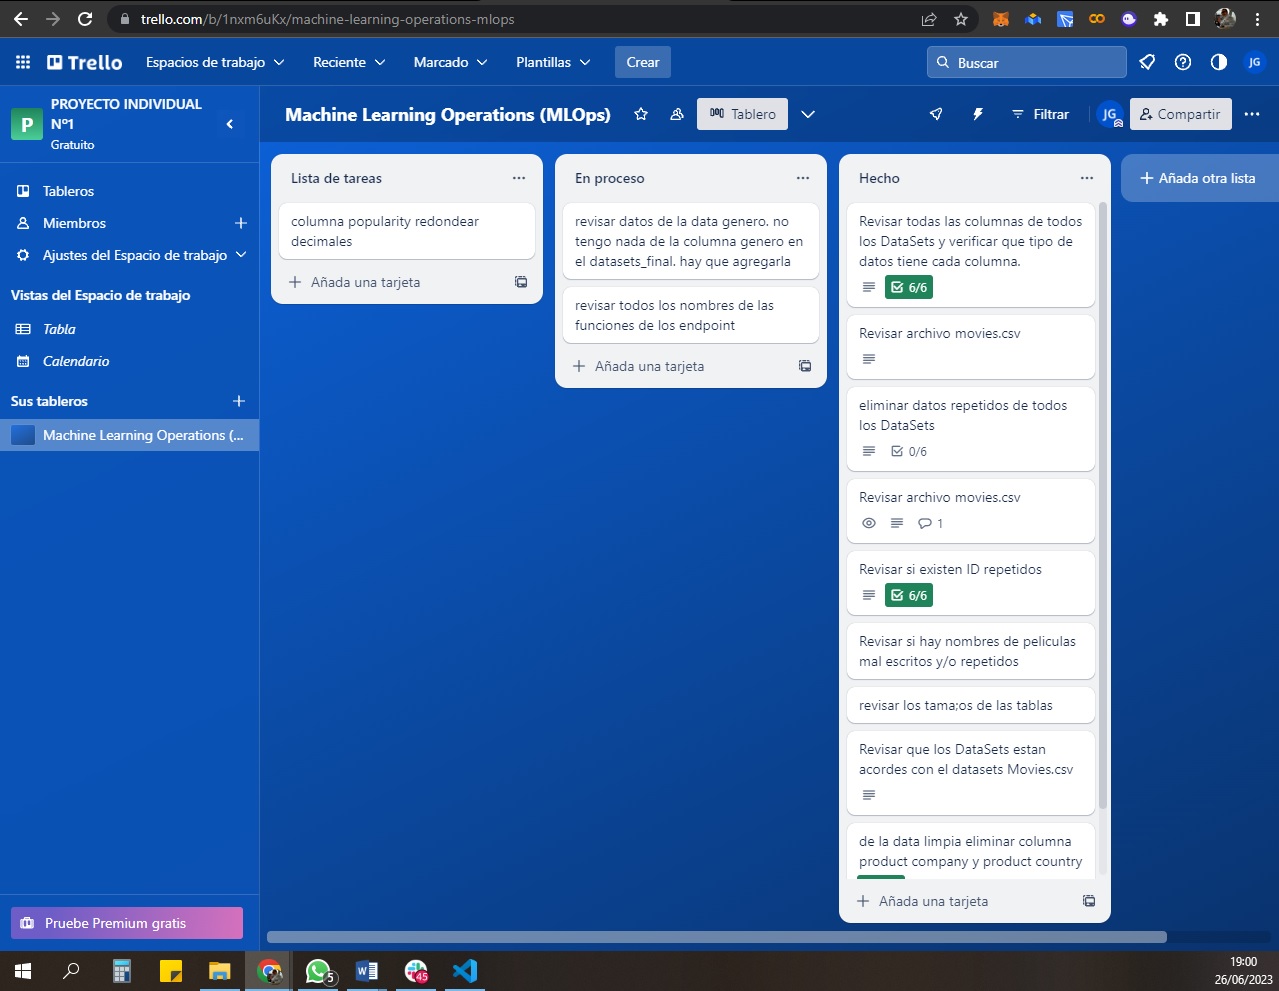 trello.com/b/1nxm6uKx/machine-learning-operations-mlops
Trello
Espacios de trabajo
Reciente
Marcado
Plantillas
Crear
Buscar
JG
P
PROYECTO INDIVIDUAL
Nº1
Gratuito
Tableros
Miembros
Ajustes del Espacio de trabajo
Vistas del Espacio de trabajo
Tabla
Calendario
Sus tableros
Machine Learning Operations (...
Pruebe Premium gratis
Machine Learning Operations (MLOps)
Tablero
Filtrar
JG
Compartir
Lista de tareas
columna popularity redondear
decimales
Añada una tarjeta
En proceso
revisar datos de la data genero. no
tengo nada de la columna genero en
el datasets_final. hay que agregarla
revisar todos los nombres de las
funciones de los endpoint
Añada una tarjeta
Hecho
Revisar todas las columnas de todos
los DataSets y verificar que tipo de
datos tiene cada columna.
6/6
Revisar archivo movies.csv
eliminar datos repetidos de todos
los DataSets
0/6
Revisar archivo movies.csv
1
Revisar si existen ID repetidos
6/6
Revisar si hay nombres de peliculas
mal escritos y/o repetidos
revisar los tama;os de las tablas
Revisar que los DataSets estan
acordes con el datasets Movies.csv
de la data limpia eliminar columna
product company y product country
Añada una tarjeta
Añada otra lista
5
W
45
19:00
26/06/2023